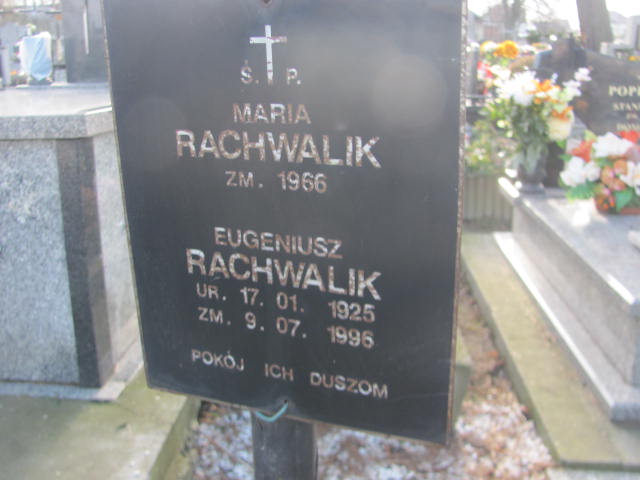 Ś. P.
MARIA
RACHWALIK
ZM. 1966
EUGENIUSZ
RACHWALIK
UR. 17. 01. 1925
ZM. 9. 07. 1996
POKÓJ ICH DUSZOM